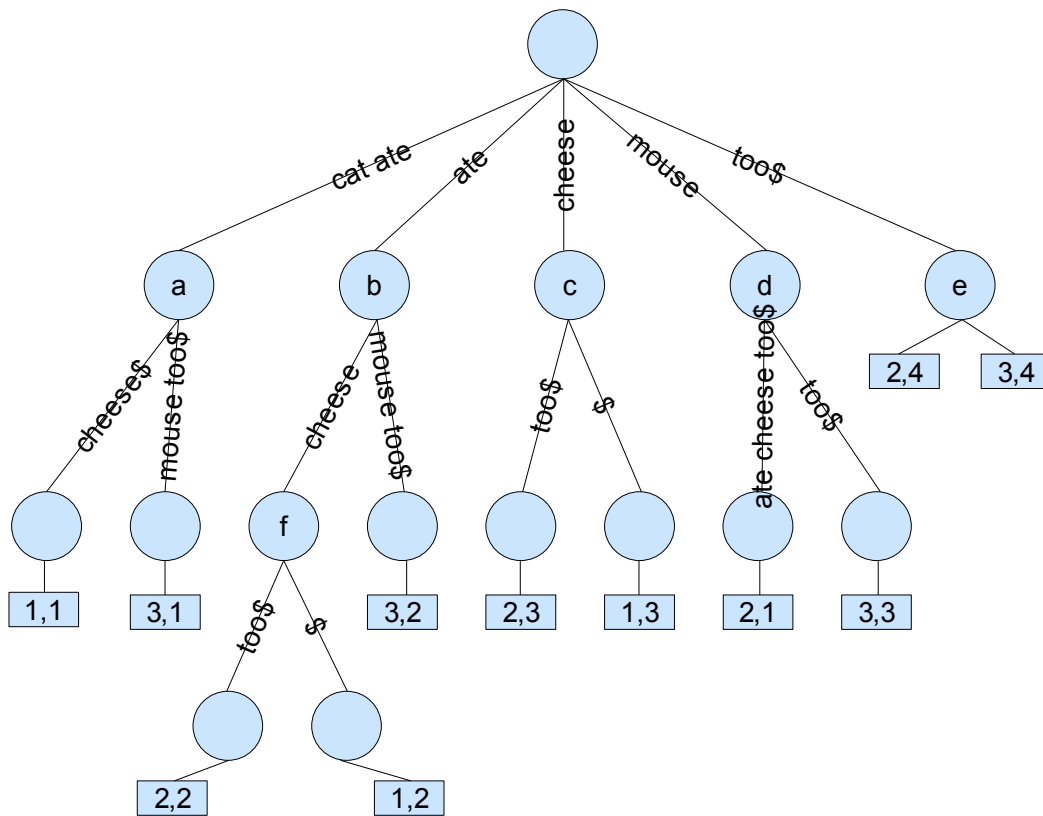 cat ate
ate
cheese
mouse
too$
a
b
c
d
e
cheese$
mouse too$
cheese
mouse too$
too$
$
ate cheese too$
too$
2,4
3,4
f
1,1
3,1
3,2
2,3
1,3
2,1
3,3
too$
$
2,2
1,2